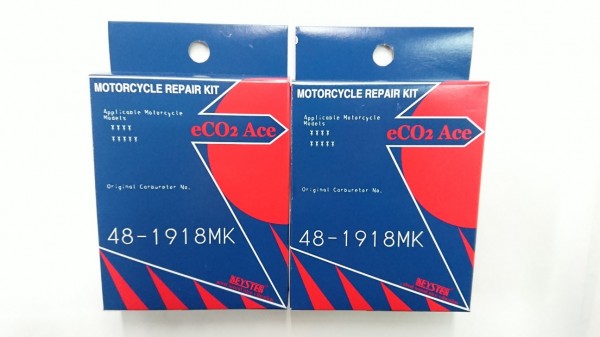 MOTORCYCLE REPAIR KIT
Applicable Motorcycle
Models
eCO2 Ace
Original Carburetor No.
48-1918MK
KEYSTER
MOTORCYCLE REPAIR KIT
Applicable Motorcycle
Models
eCO2 Ace
Original Carburetor No.
48-1918MK
KEYSTER